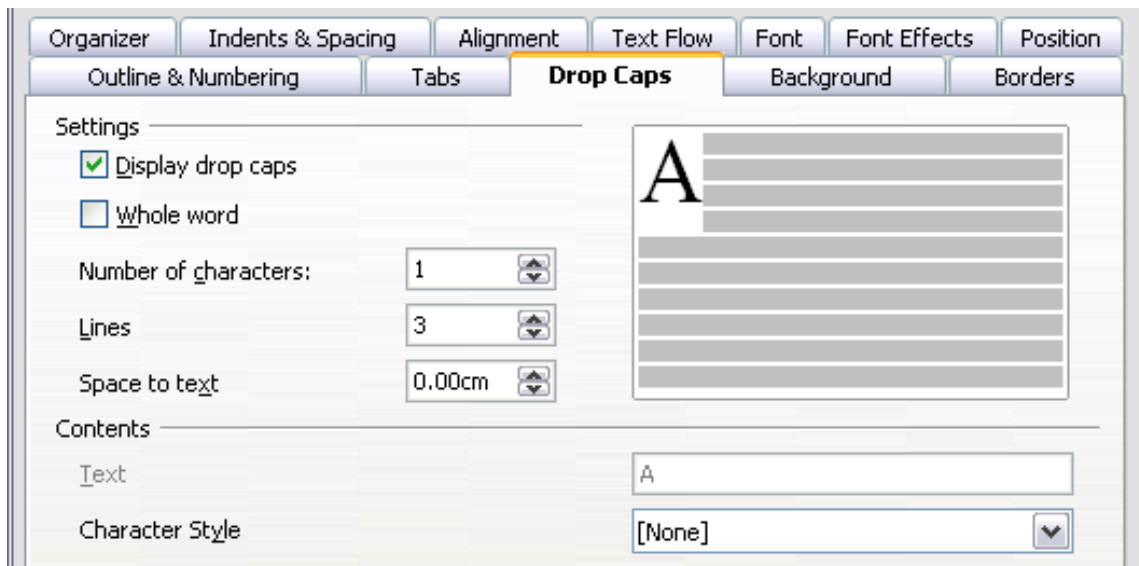 Organizer Indents & Spacing Alignment Text Flow Font Font Effects Position
Outline & Numbering Tabs Drop Caps Background Borders
Settings
Display drop caps
Whole word
Number of characters: 1
Lines 3
Space to text 0.00cm
A
Contents
Text A
Character Style [None]